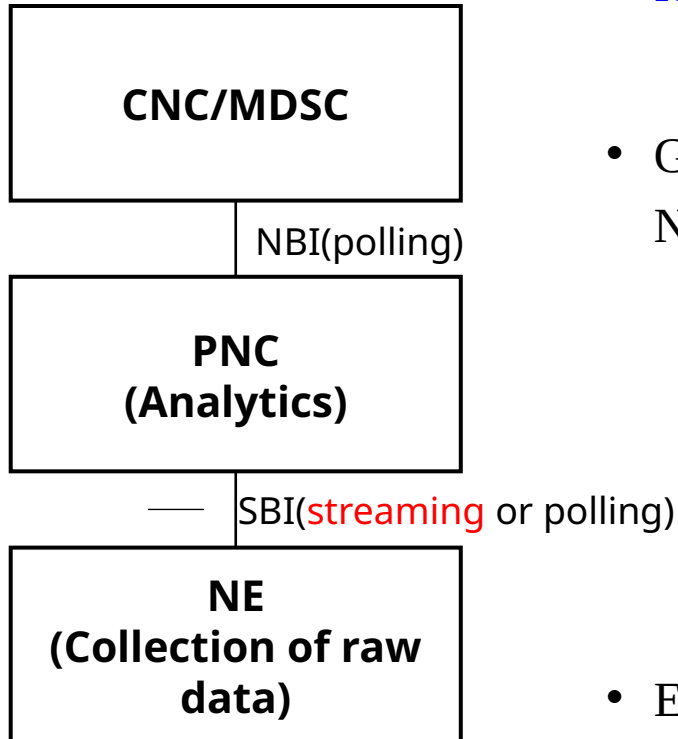 CNC/MDSC
NBI(polling)
PNC
(Analytics)
SBI(streaming or polling)
NE
(Collection of raw
data)